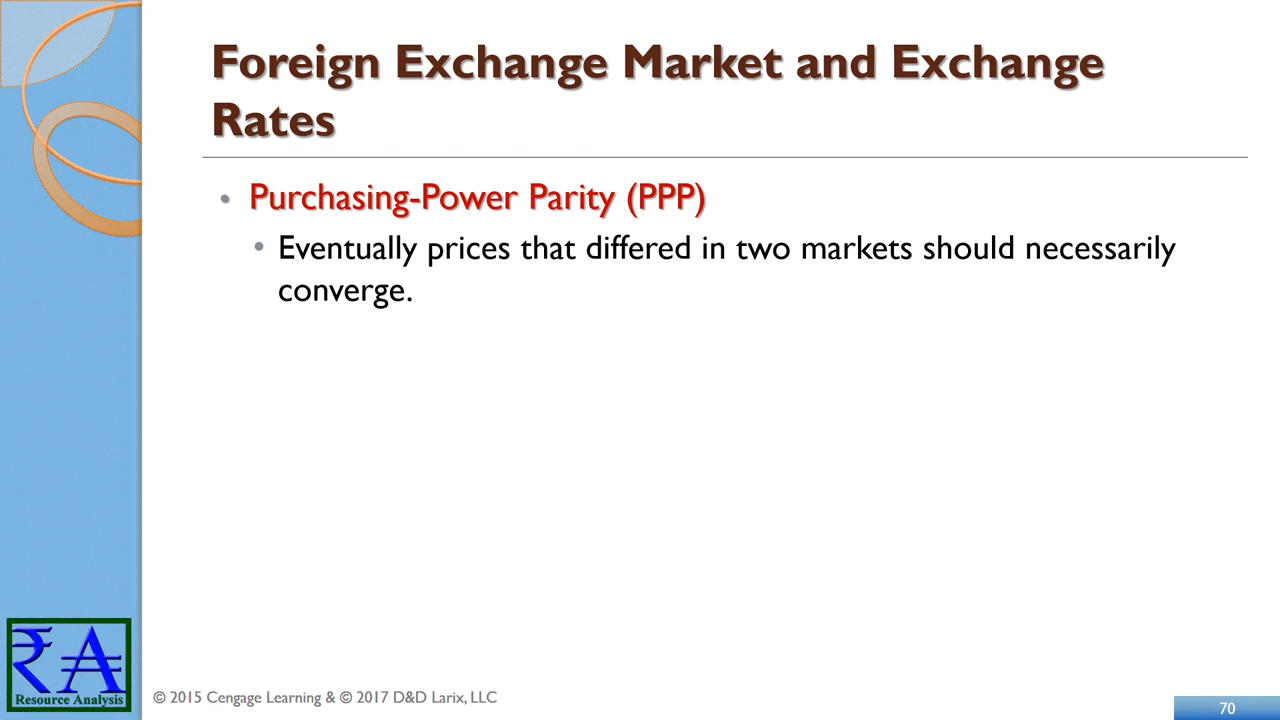 Foreign Exchange Market and Exchange
Rates
• Purchasing-Power Parity (PPP)
• Eventually prices that differed in two markets should necessarily
converge.
₹A
Resource Analysis
© 2015 Cengage Learning & © 2017 D&D Larix, LLC
70